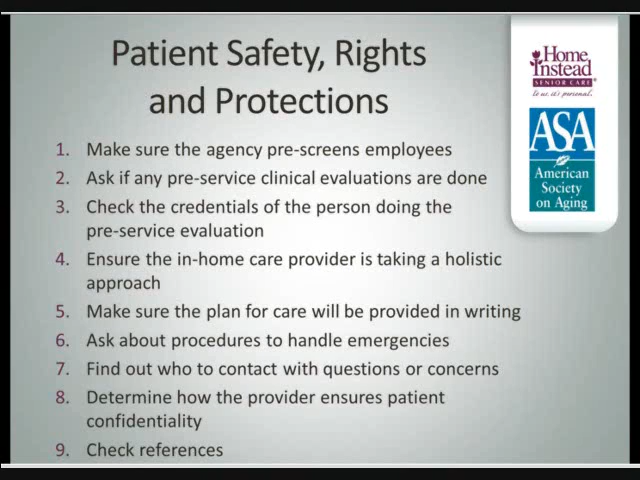 Patient Safety, Rights
and Protections
1. Make sure the agency pre-screens employees
2. Ask if any pre-service clinical evaluations are done
3. Check the credentials of the person doing the
pre-service evaluation
4. Ensure the in-home care provider is taking a holistic
approach
5. Make sure the plan for care will be provided in writing
6. Ask about procedures to handle emergencies
7. Find out who to contact with questions or concerns
8. Determine how the provider ensures patient
confidentiality
9. Check references
Home
Instead
SENIOR CARE
to us, it's personal.
ASA
American
Society
on Aging